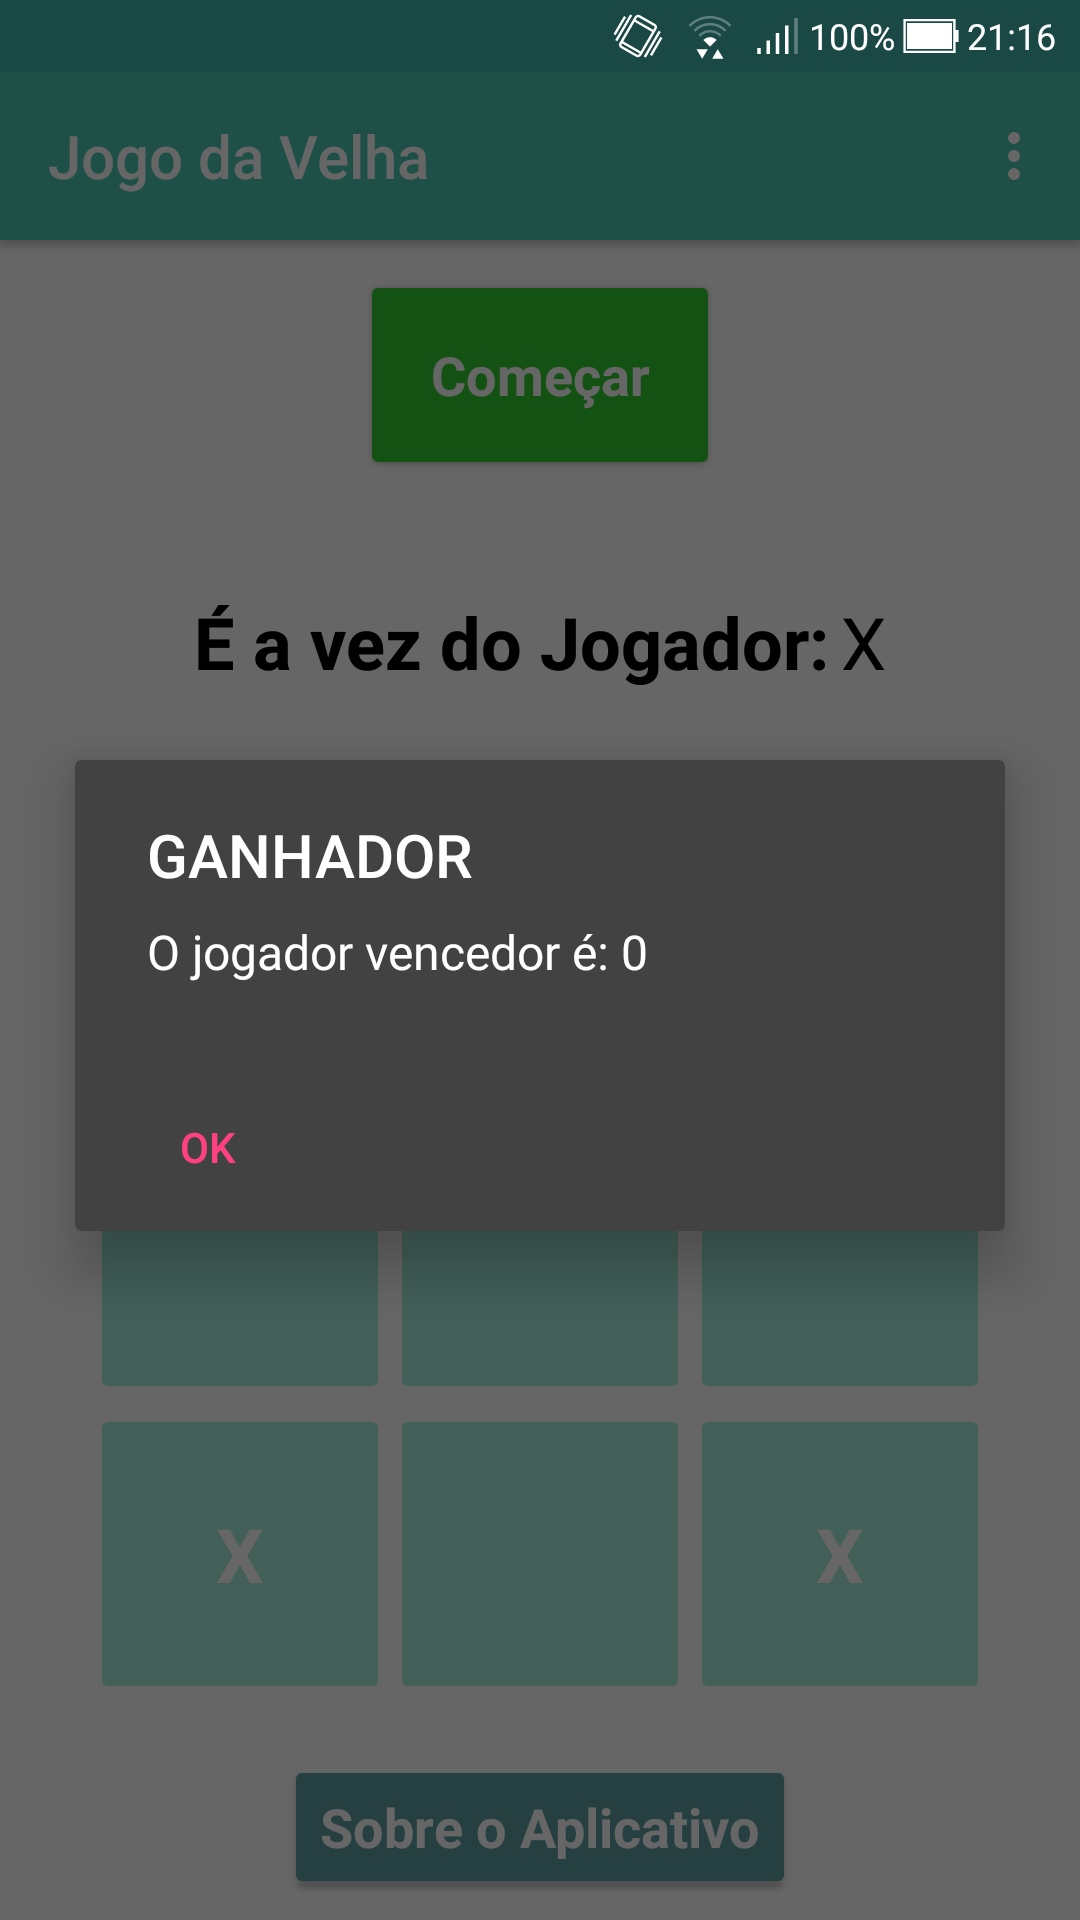 100% 21:16
Jogo da Velha
Começar
É a vez do Jogador: X
GANHADOR
O jogador vencedor é: 0
OK
X X
Sobre o Aplicativo